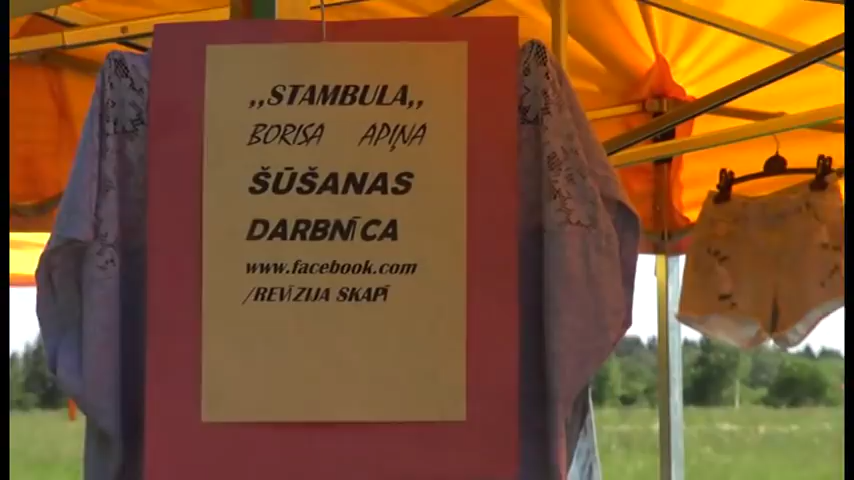 ,,STAMBULA,,
BORISA APIŅA
ŠŪŠANAS
DARBNĪCA
www.facebook.com
/REVĪZIJA SKAPĪ